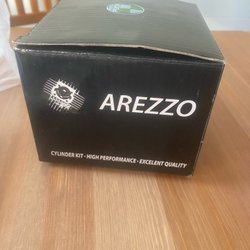 AREZZO
CYLINDER KIT - HIGH PERFORMANCE - EXCELENT QUALITY